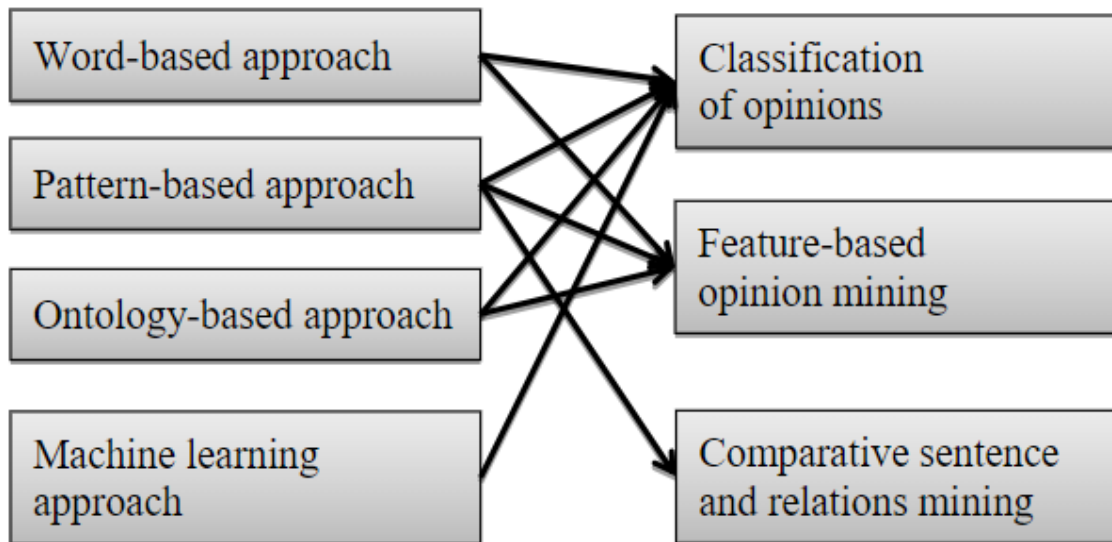 Word-based approach
Pattern-based approach
Ontology-based approach
Machine learning
approach
Classification
of opinions
Feature-based
opinion mining
Comparative sentence
and relations mining